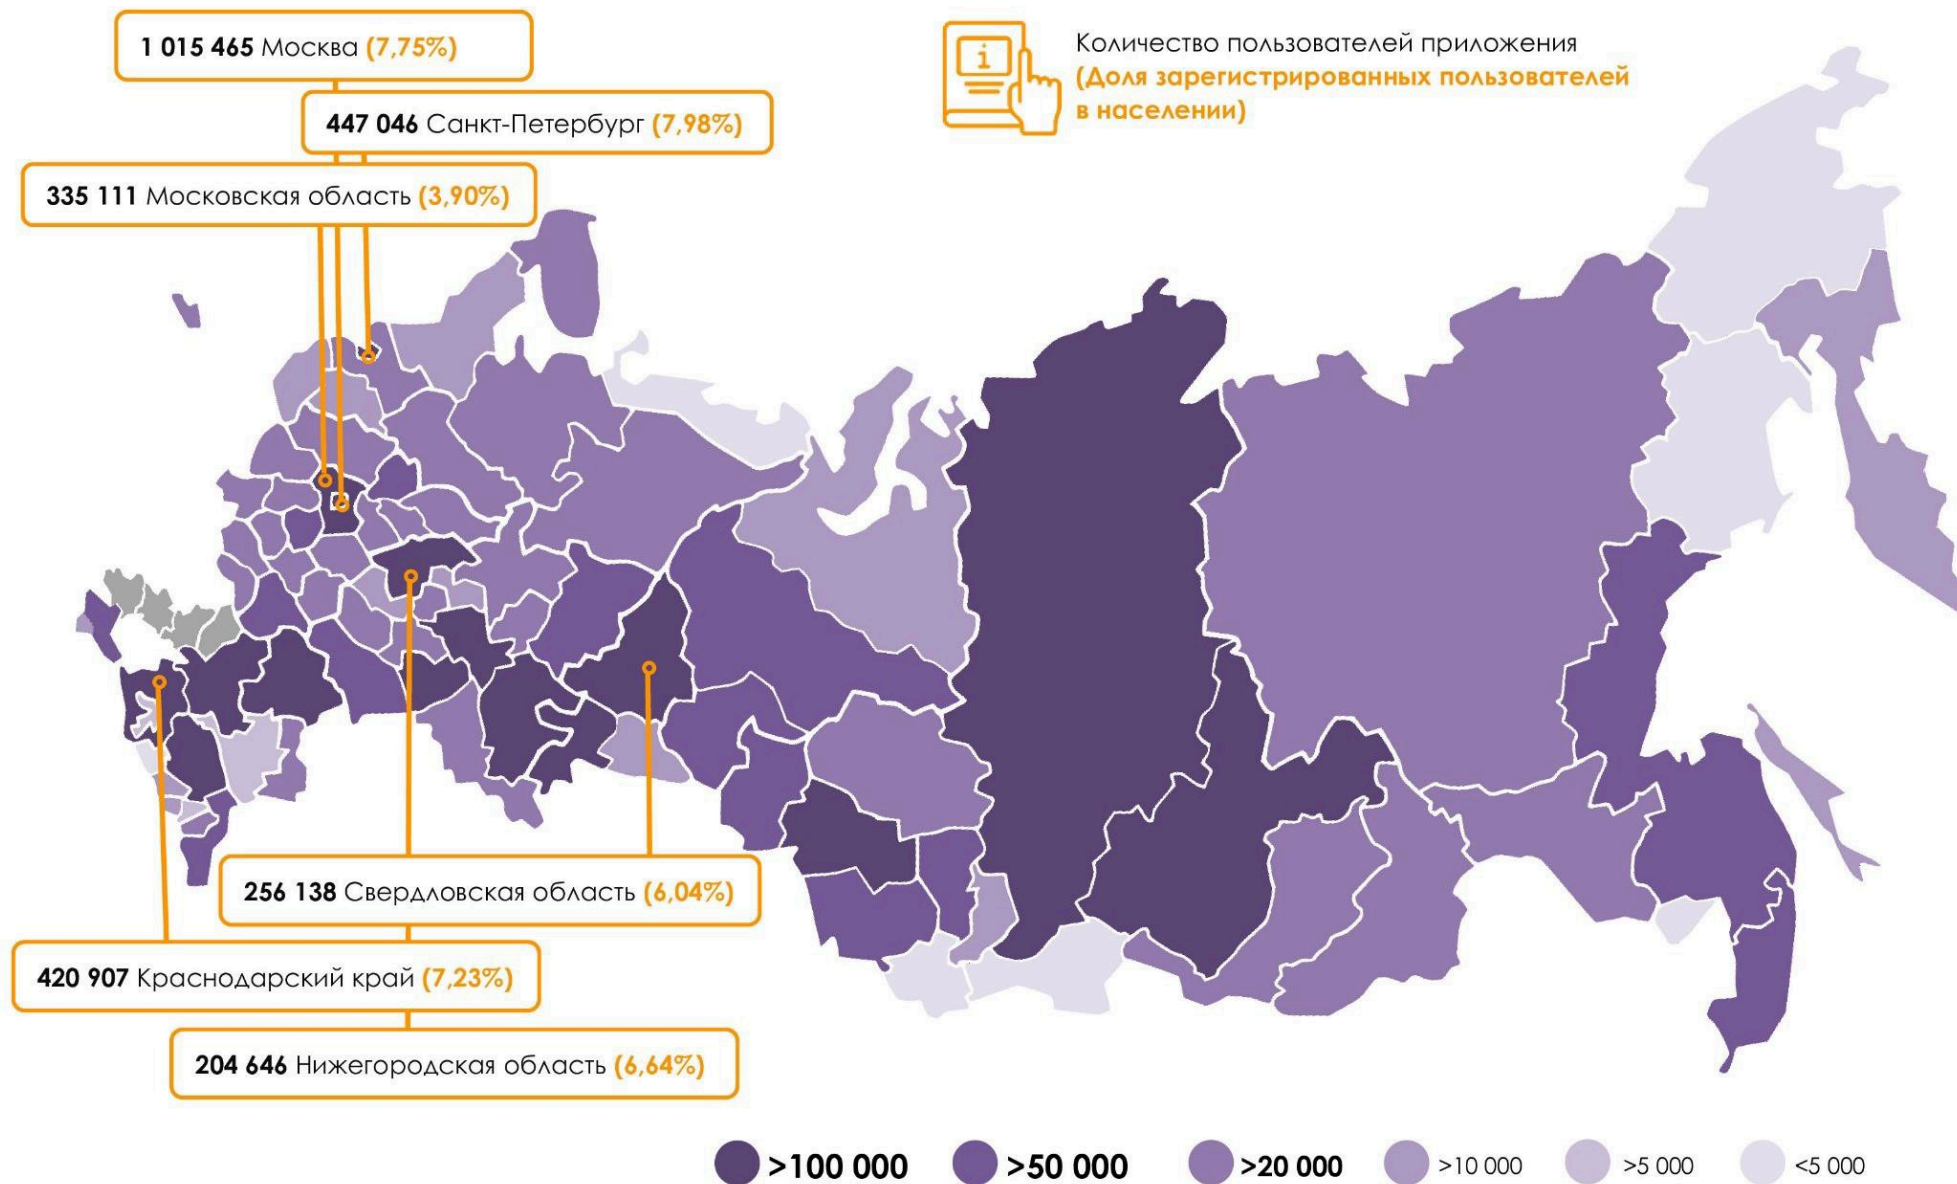 1 015 465 Москва (7,75%)
447 046 Санкт-Петербург (7,98%)
335 111 Московская область (3,90%)
i
Количество пользователей приложения
(Доля зарегистрированных пользователей
в населении)
256 138 Свердловская область (6,04%)
420 907 Краснодарский край (7,23%)
204 646 Нижегородская область (6,64%)
>100 000 >50 000 >20 000 >10 000 >5 000 <5 000